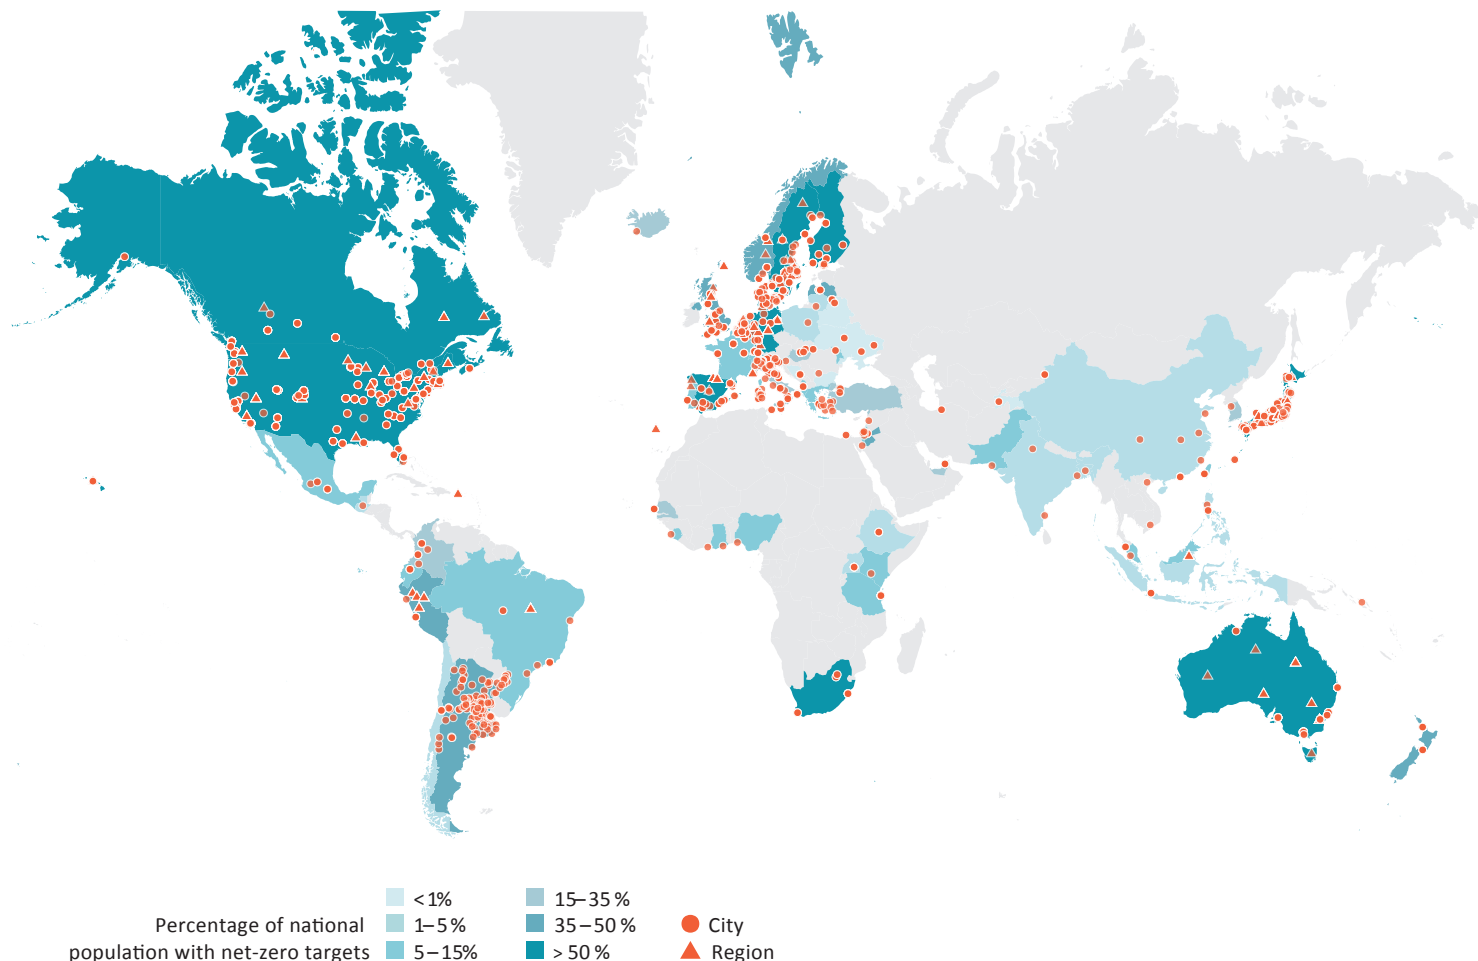 Percentage of national
population with net-zero targets
<1%
1–5%
5–15%
15–35%
35–50%
>50%
City
Region